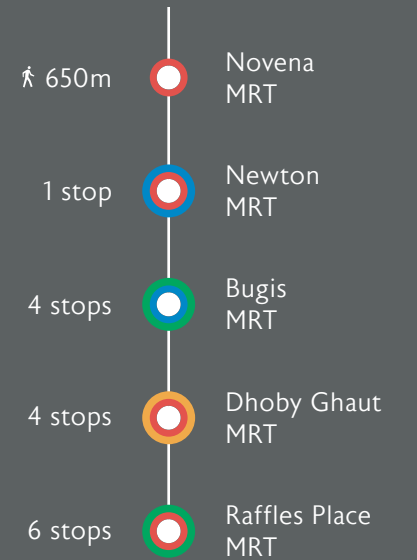 650m
Novena
MRT
1 stop
Newton
MRT
4 stops
Bugis
MRT
4 stops
Dhoby Ghaut
MRT
6 stops
Raffles Place
MRT